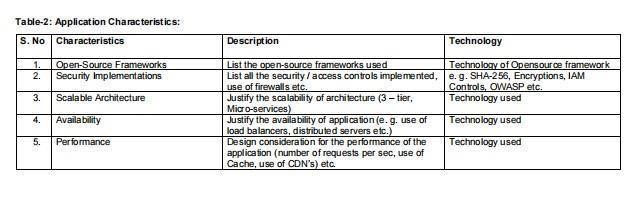 Table-2: Application Characteristics:
S. No Characteristics Description Technology
1. Open-Source Frameworks List the open-source frameworks used Technology of Opensource framework
2. Security Implementations List all the security / access controls implemented, e. g. SHA-256, Encryptions, IAM
use of firewalls etc. Controls, OWASP etc.
3. Scalable Architecture Justify the scalability of architecture (3 – tier, Technology used
Micro-services)
4. Availability Justify the availability of application (e. g. use of Technology used
load balancers, distributed servers etc.)
5. Performance Design consideration for the performance of the Technology used
application (number of requests per sec, use of
Cache, use of CDN's) etc.